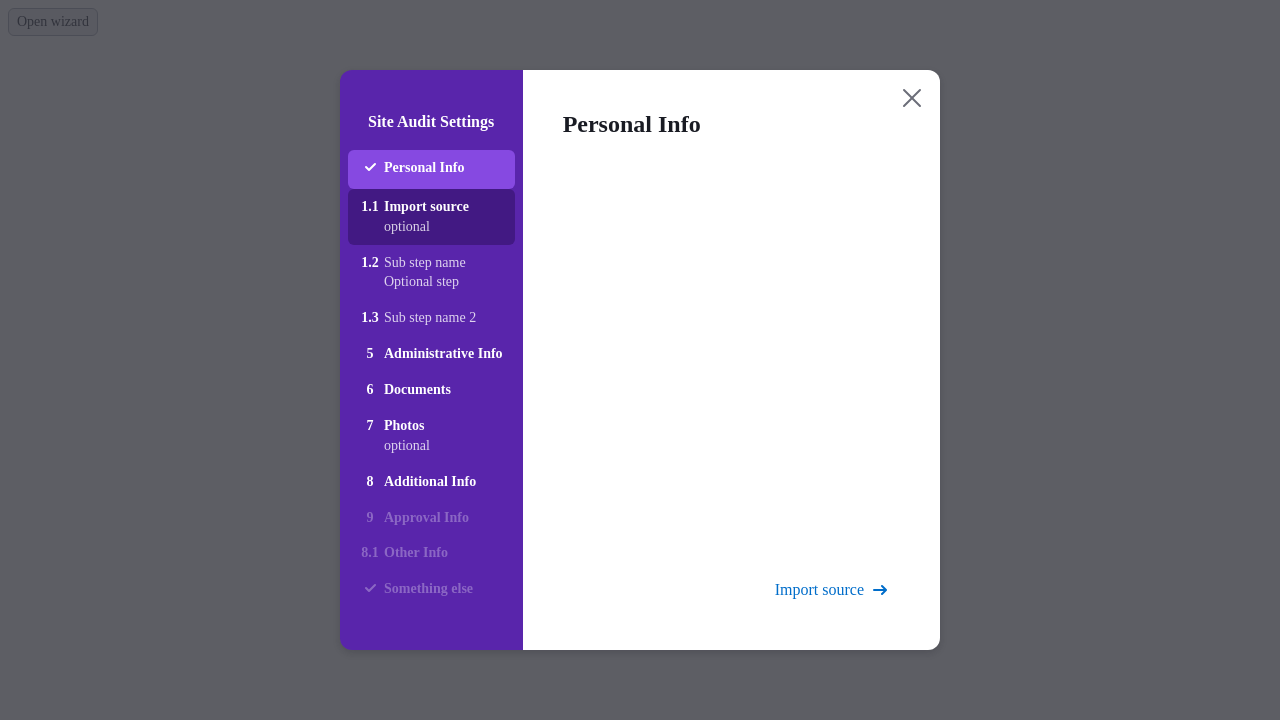 Open wizard
Site Audit Settings
Personal Info
1.1 Import source
optional
1.2 Sub step name
Optional step
1.3 Sub step name 2
5 Administrative Info
6 Documents
7 Photos
optional
8 Additional Info
9 Approval Info
8.1 Other Info
Something else
Personal Info
Import source